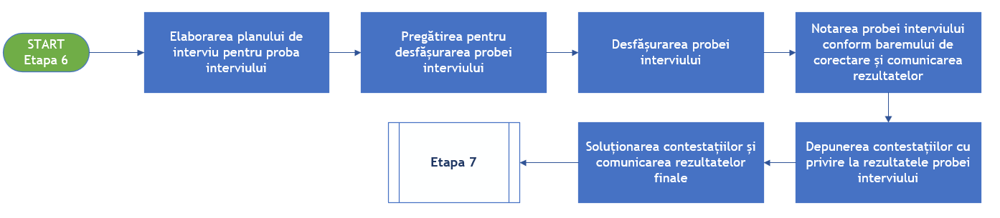 START
Etapa 6
Elaborarea planului de
interviu pentru proba
interviului
Pregătirea pentru
desfășurarea probei
interviului
Desfășurarea probei
interviului
Notarea probei interviului
conform baremului de
corectare și comunicarea
rezultatelor
Depunerea contestațiilor cu
privire la rezultatele probei
interviului
Soluționarea contestațiilor și
comunicarea rezultatelor
finale
Etapa 7